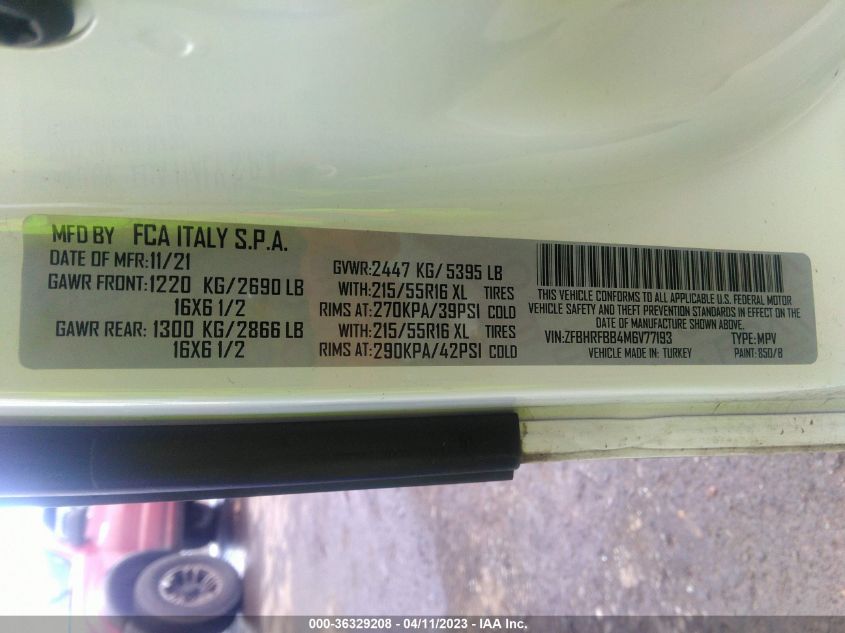 MFD BY FCA ITALY S.P.A.
DATE OF MFR:11/21
GAWR FRONT:1220 KG/2690 LB
16X6 1/2
GAWR REAR: 1300 KG/2866 LB
16X6 1/2
GVWR:2447 KG/5395 LB
WITH:215/55R16 XL TIRES
RIMS AT:270KPA/39PSI COLD
WITH:215/55R16 XL TIRES
RIMS AT:290KPA/42PSI COLD
THIS VEHICLE CONFORMS TO ALL APPLICABLE U.S. FEDERAL MOTOR
VEHICLE SAFETY AND THEFT PREVENTION STANDARDS IN EFFECT ON THE
DATE OF MANUFACTURE SHOWN ABOVE.
VIN:ZFBHRFBB4M6V77193 TYPE:MPV
VEHICLE MADE IN: TURKEY PAINT: 850/B
000-36329208 - 04/11/2023 - IAA Inc.